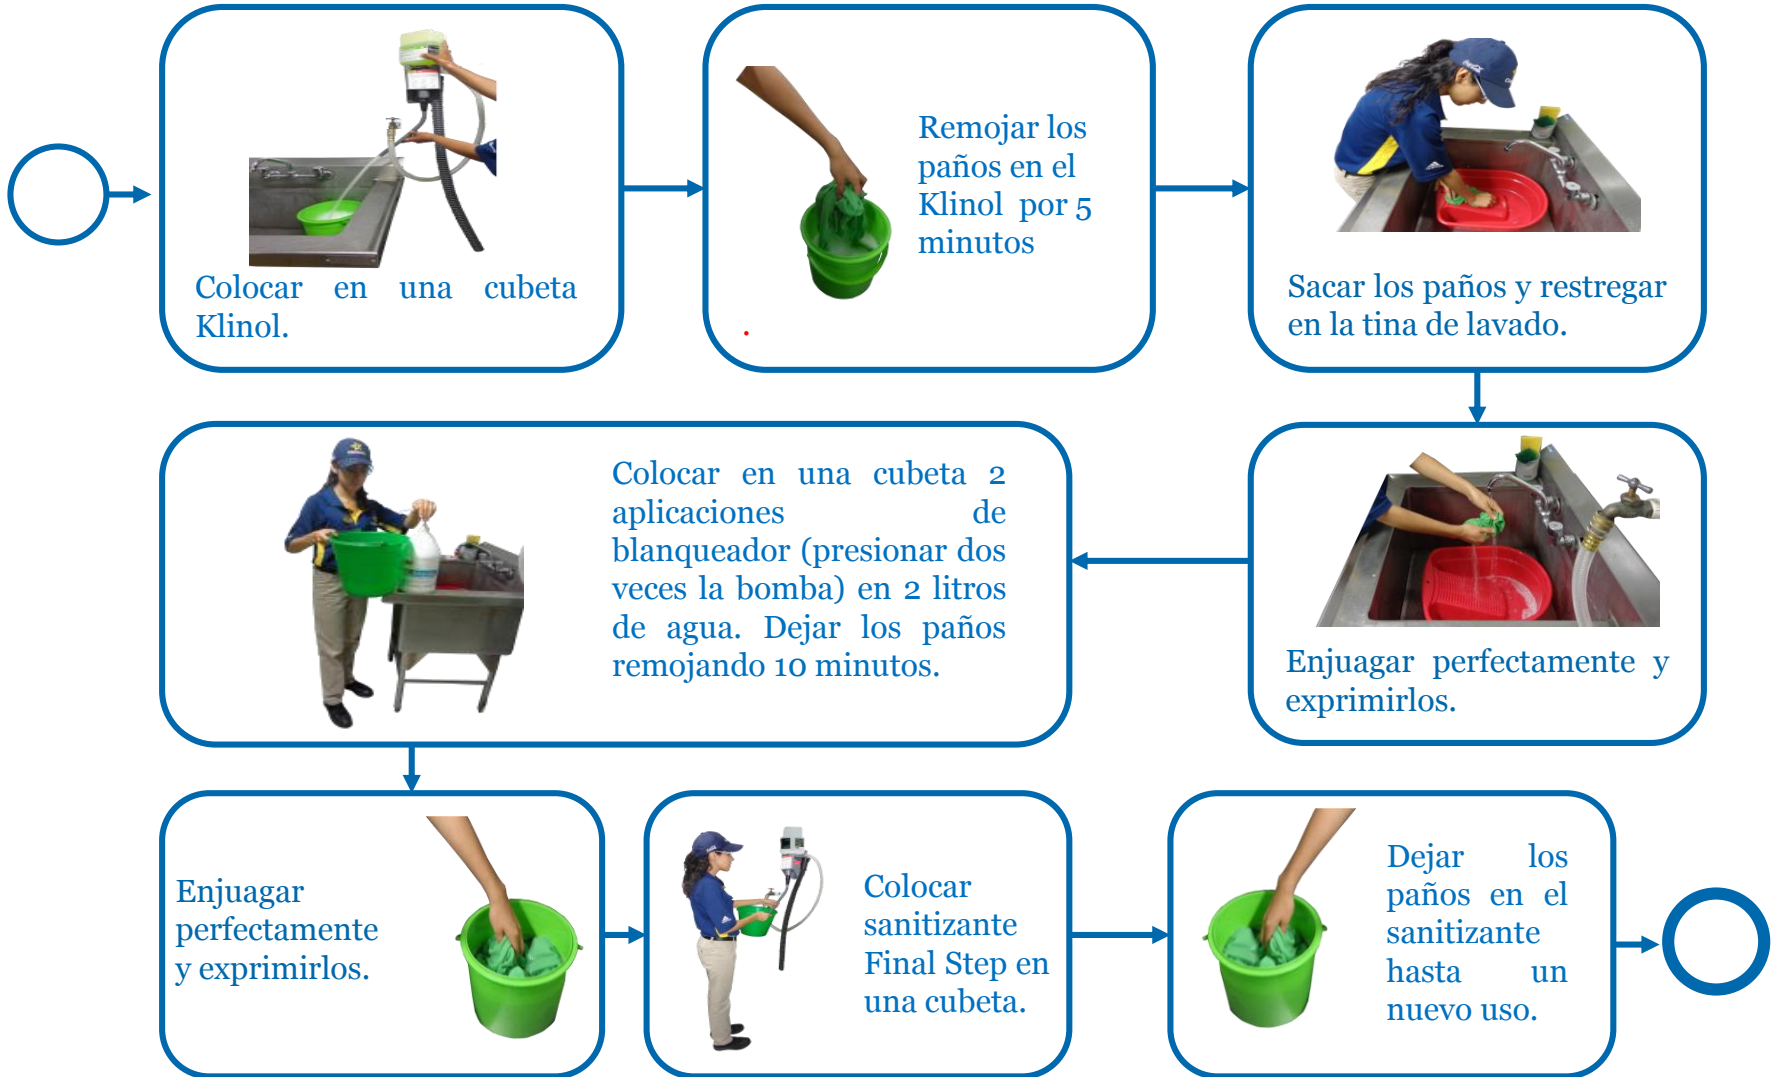 Colocar en una cubeta
Klinol.
Remojar los
paños en el
Klinol por 5
minutos
.
Sacar los paños y restregar
en la tina de lavado.
Enjuagar perfectamente y
exprimirlos.
Colocar en una cubeta 2
aplicaciones de
blanqueador (presionar dos
veces la bomba) en 2 litros
de agua. Dejar los paños
remojando 10 minutos.
Enjuagar
perfectamente
y exprimirlos.
Colocar
sanitizante
Final Step en
una cubeta.
Dejar los
paños en el
sanitizante
hasta un
nuevo uso.